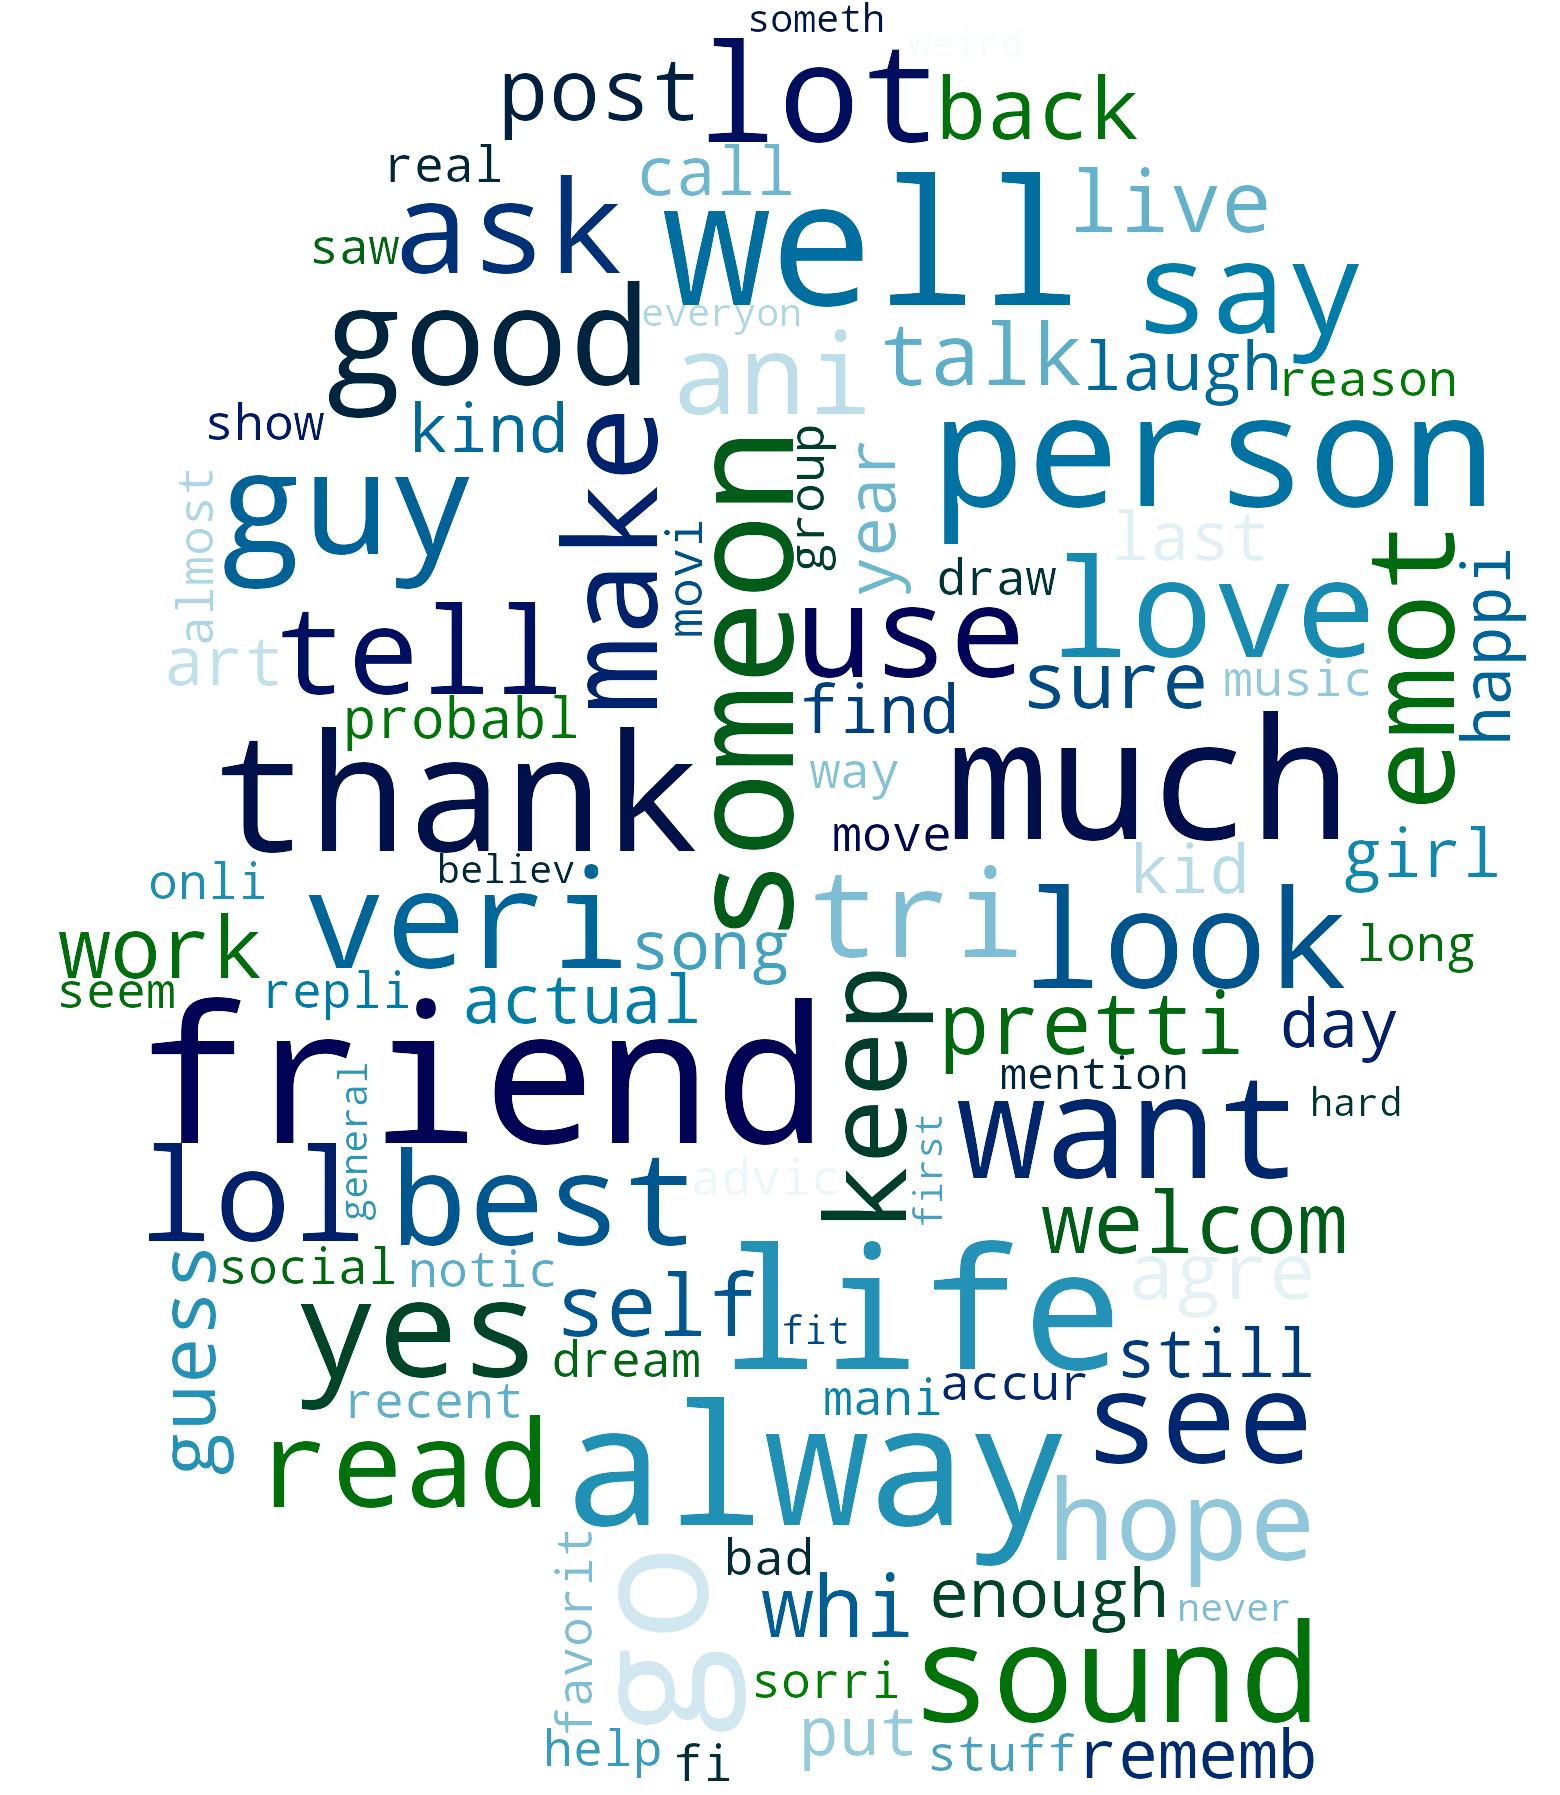 someth
weird
lot
post
back
real
call
live
ask
well
saw
say
good
everyon
ani
talk
laugh
reason
show
kind
make
person
guy
someon
group
year
almost
movi
last
emot
happi
draw
love
use
tell
art
sure
music
find
probabl
thank
much
way
move
girl
kid
believ
onli
veri
tri
look
work
song
long
seem
repli
actual
keep
friend
pretti
day
mention
general
want
hard
first
lol
best
advic
welcom
guess
social
notic
self
life
agre
yes
fit
still
dream
recent
mani
accur
see
read
alway
hope
favorit
go
bad
whi
enough
never
sorri
sound
put
help
fi
stuff
rememb